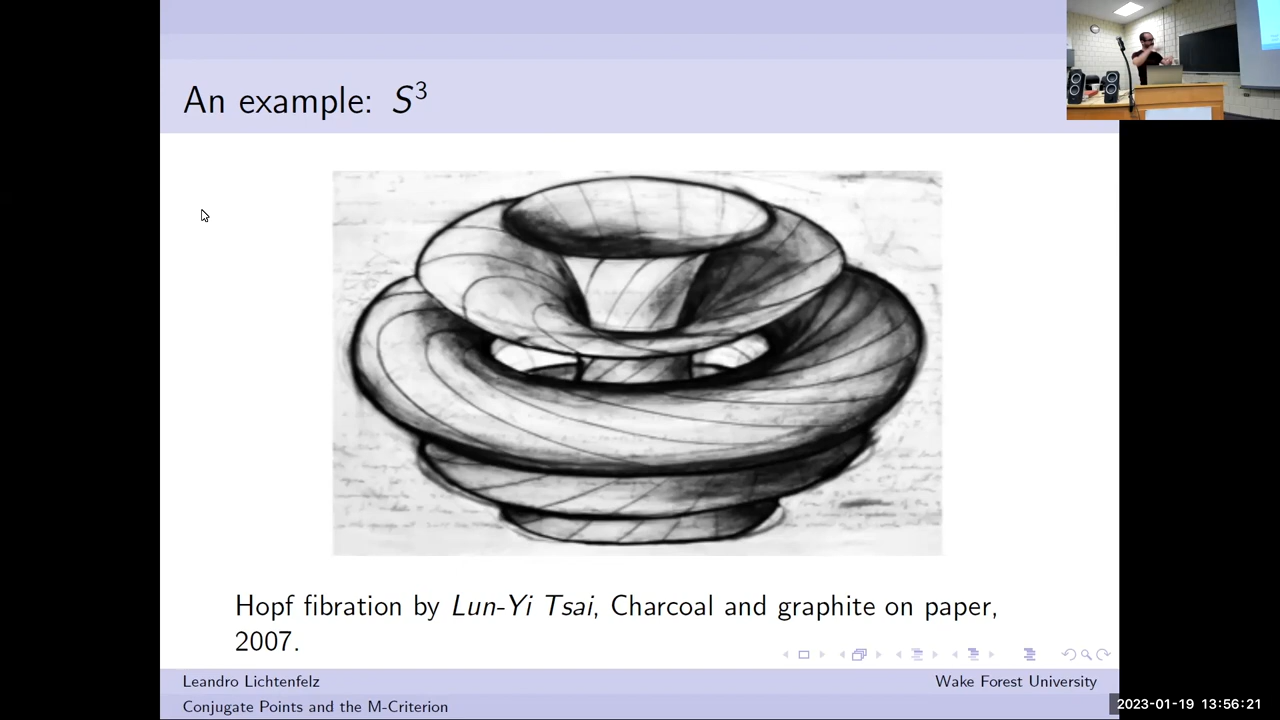 An example: S³
Hopf fibration by Lun-Yi Tsai, Charcoal and graphite on paper,
2007.
Leandro Lichtenfelz
Wake Forest University
Conjugate Points and the M-Criterion
2023-01-19 13:56:21